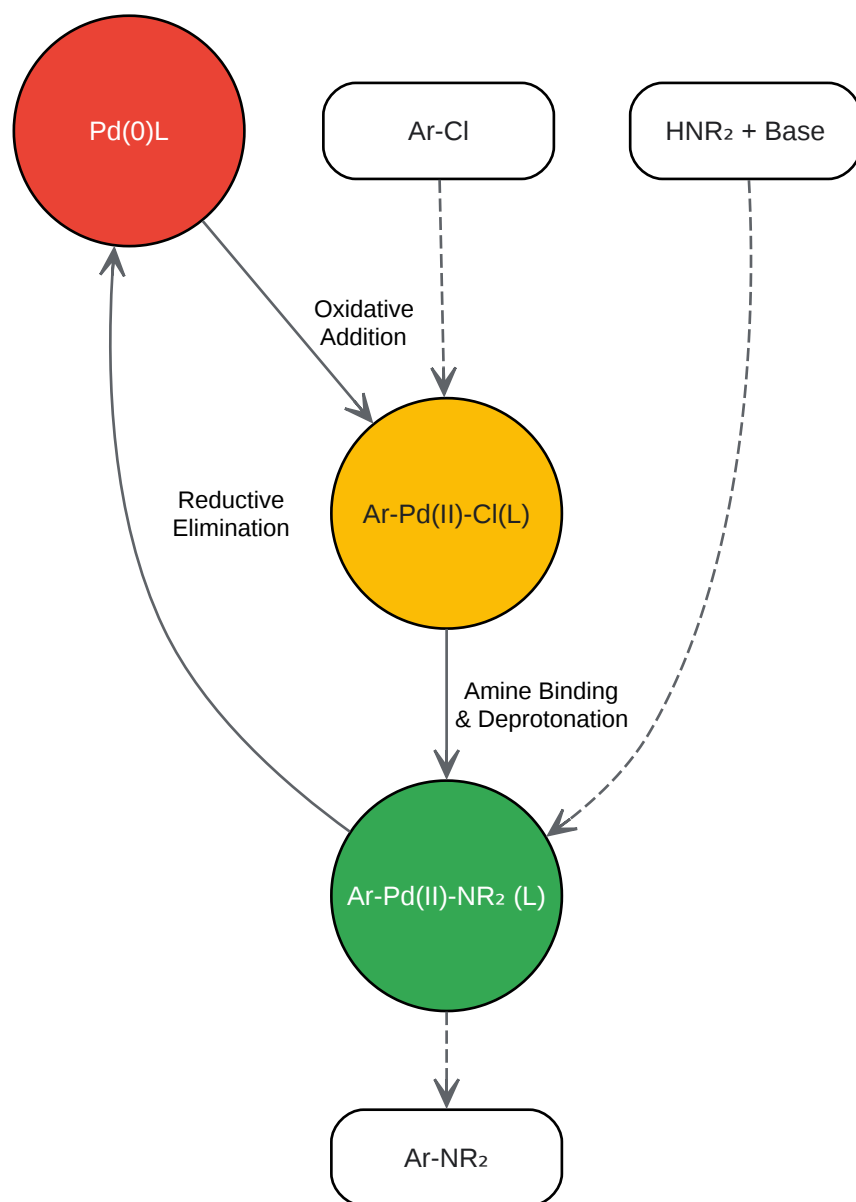 Pd(0)L
Ar-Cl
HNR₂ + Base
Oxidative
Addition
Reductive
Elimination
Ar-Pd(II)-Cl(L)
Amine Binding
& Deprotonation
Ar-Pd(II)-NR₂ (L)
Ar-NR₂